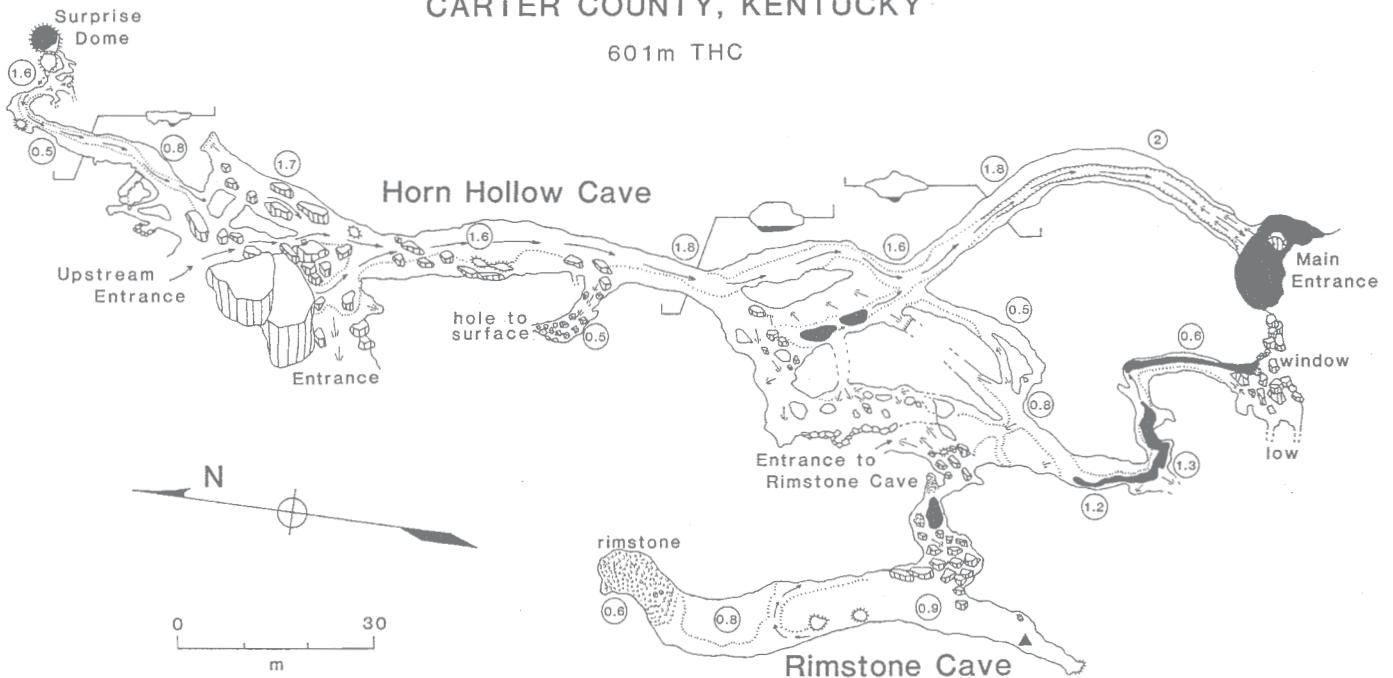 CARTER COUNTY, KENTUCKY
601m THC
Surprise
Dome
1.6
0.5
0.8
1.7
Horn Hollow Cave
1.6
1.8
1.6
1.8
2
Main
Entrance
Upstream
Entrance
hole to
surface
0.5
Entrance
0.5
0.6
window
0.8
low
1.3
1.2
Entrance to
Rimstone Cave
N
rimstone
0.6
0.8
0.9
Rimstone Cave
0 30
m